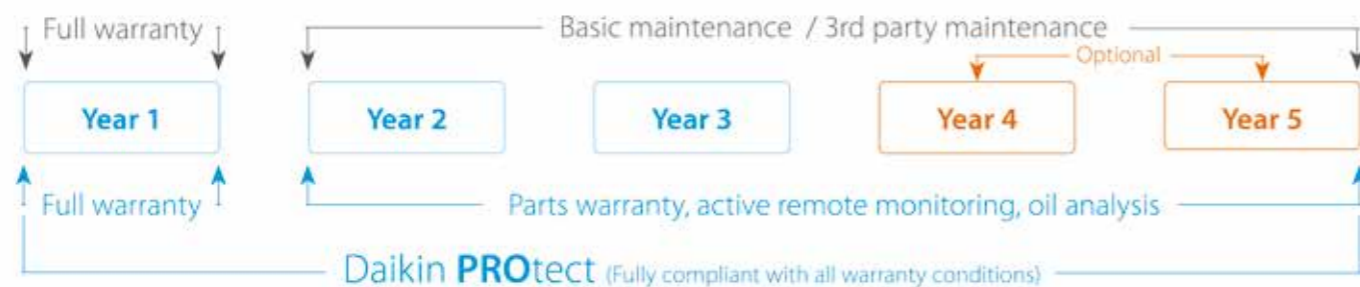 Full warranty
Basic maintenance / 3rd party maintenance
Optional
Year 1
Year 2
Year 3
Year 4
Year 5
Full warranty
Parts warranty, active remote monitoring, oil analysis
Daikin PROtect (Fully compliant with all warranty conditions)